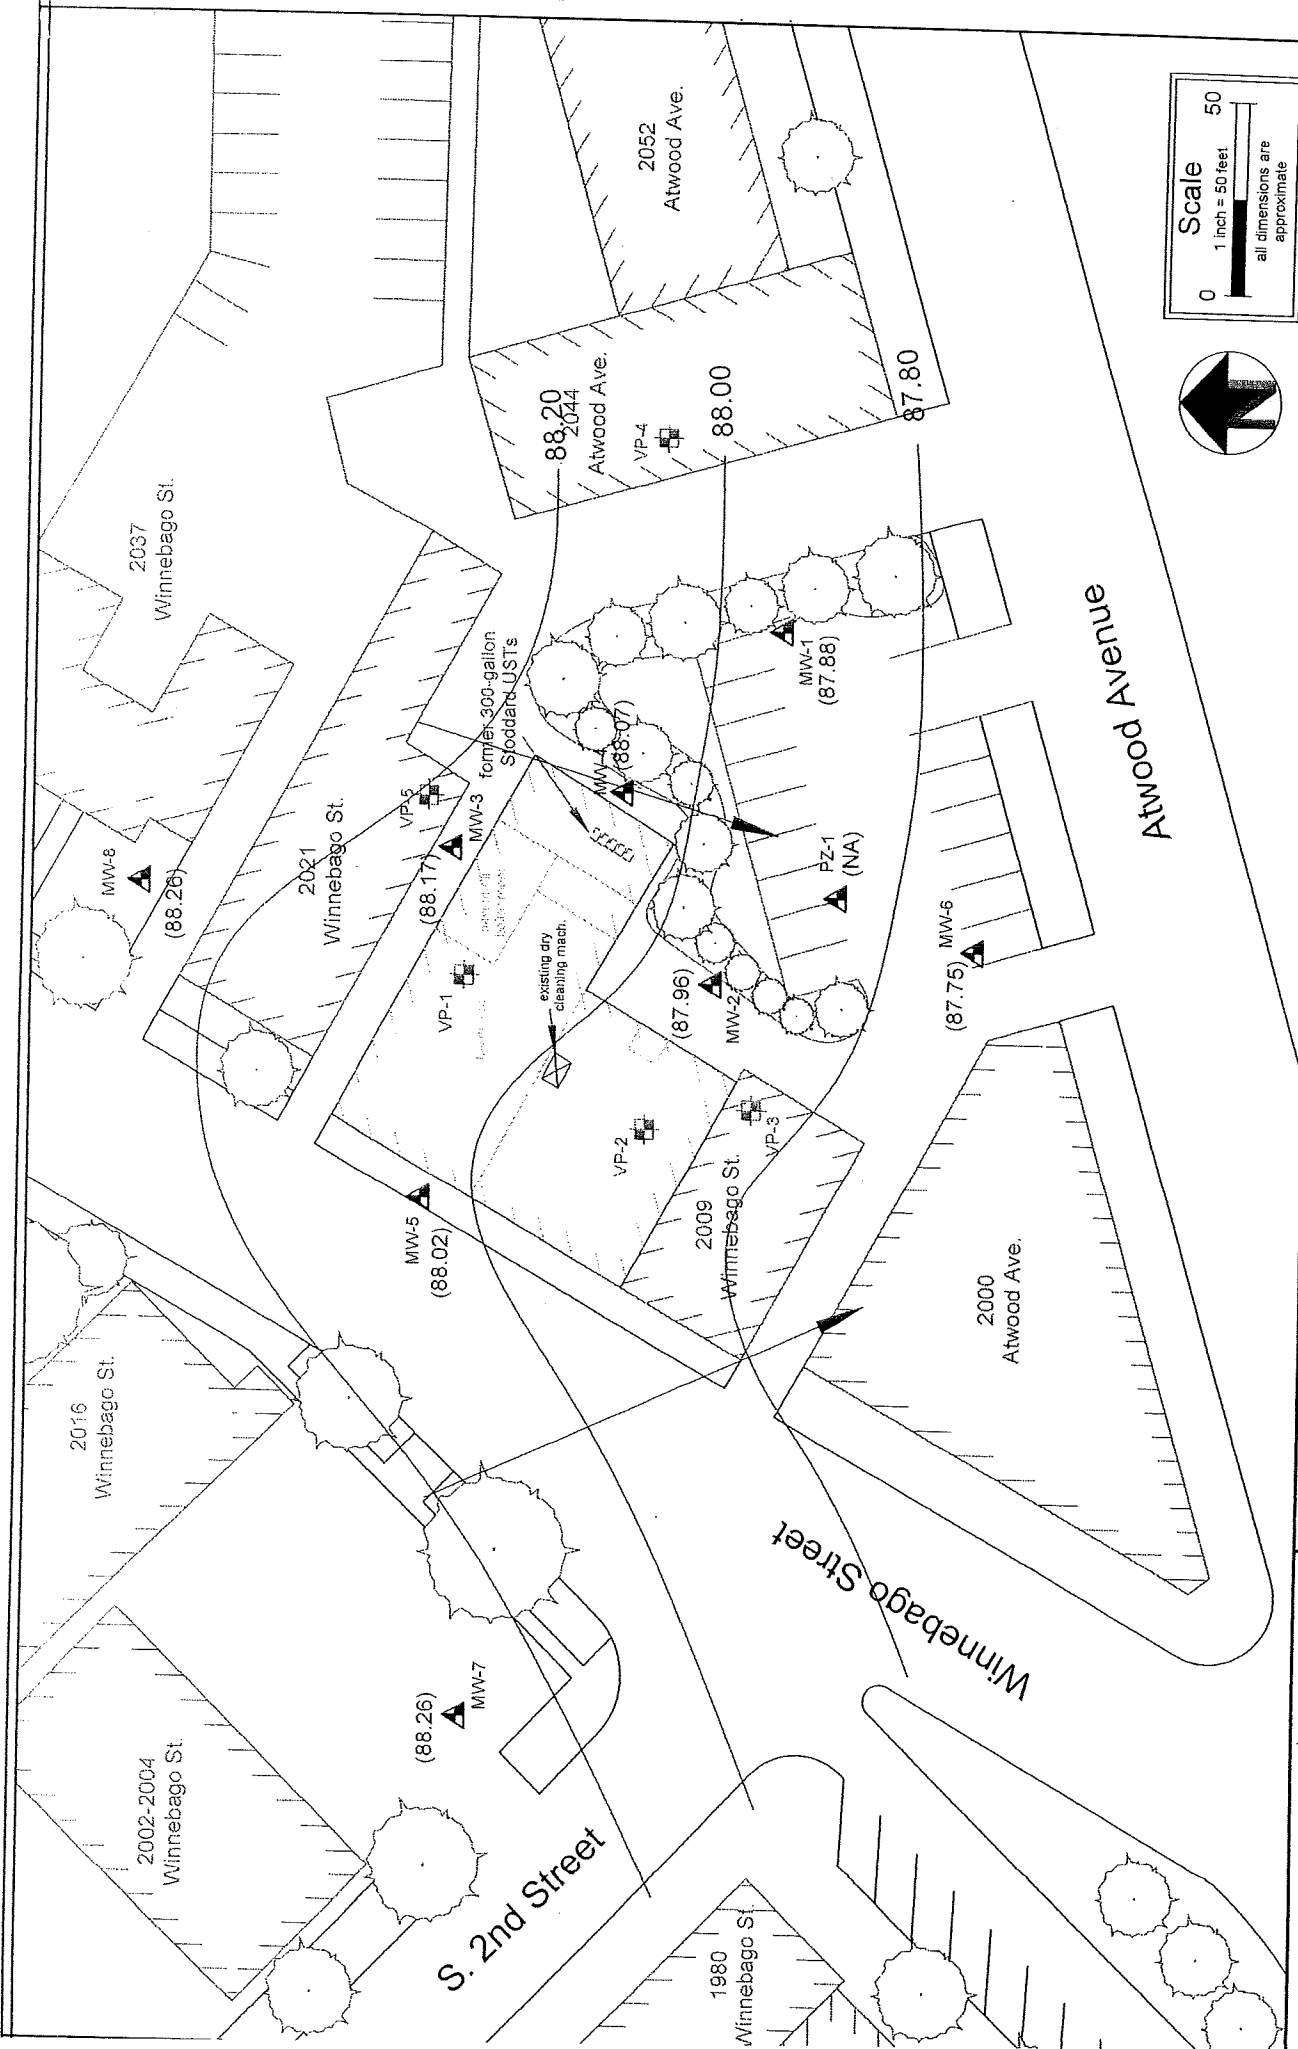 2002-2004
Winnebago St.
2016
Winnebago St.
MW-8
(88.26)
2037
Winnebago St.
2021
Winnebago St.
VP-5
MW-3
(88.17)
former 300-gallon
Stoddard USTs
88.20
2044
Atwood Ave.
VP-4
88.00
87.80
2052
Atwood Ave.
(88.26)
MW-7
MW-5
(88.02)
VP-1
existing dry
cleaning mach.
(88.07)
VP-2
2009
Winnebago St.
VP-3
(87.96)
MW-2
MW-1
(87.88)
PZ-1
(NA)
MW-6
(87.75)
S. 2nd Street
1980
Winnebago St.
Winnebago Street
2000
Atwood Ave.
Atwood Avenue
N
Scale
0
50
1 inch = 50 feet
all dimensions are
approximate